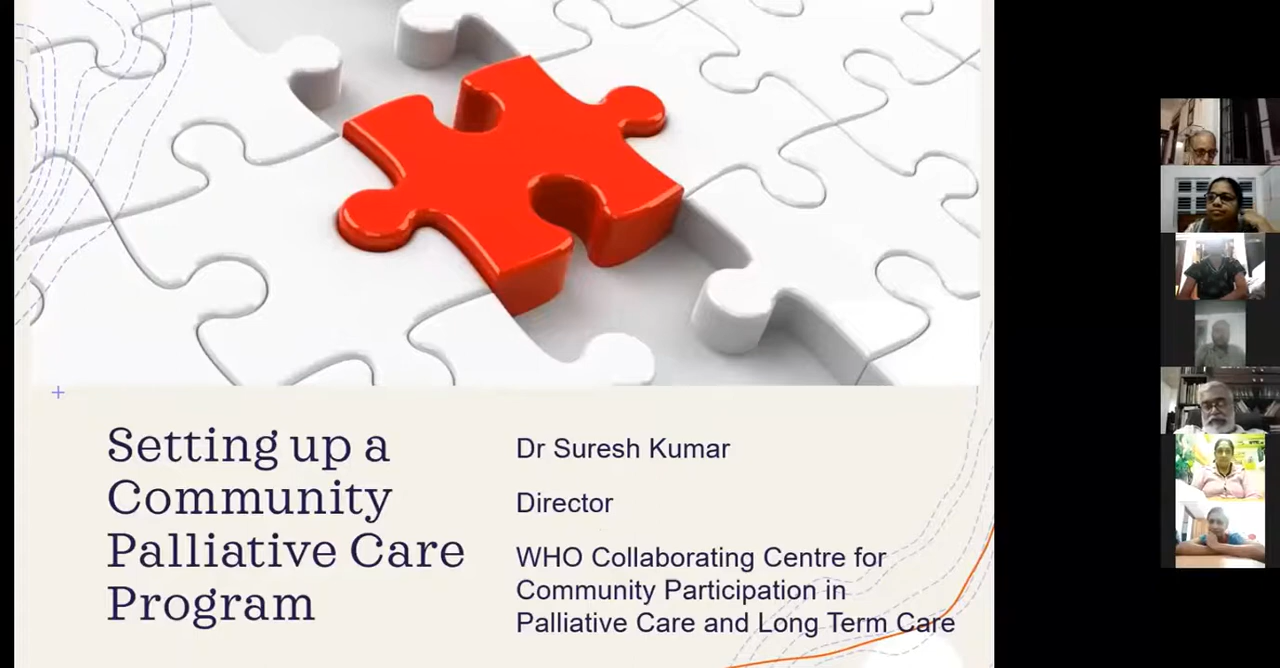 Setting up a
Community
Palliative Care
Program
Dr Suresh Kumar
Director
WHO Collaborating Centre for
Community Participation in
Palliative Care and Long Term Care